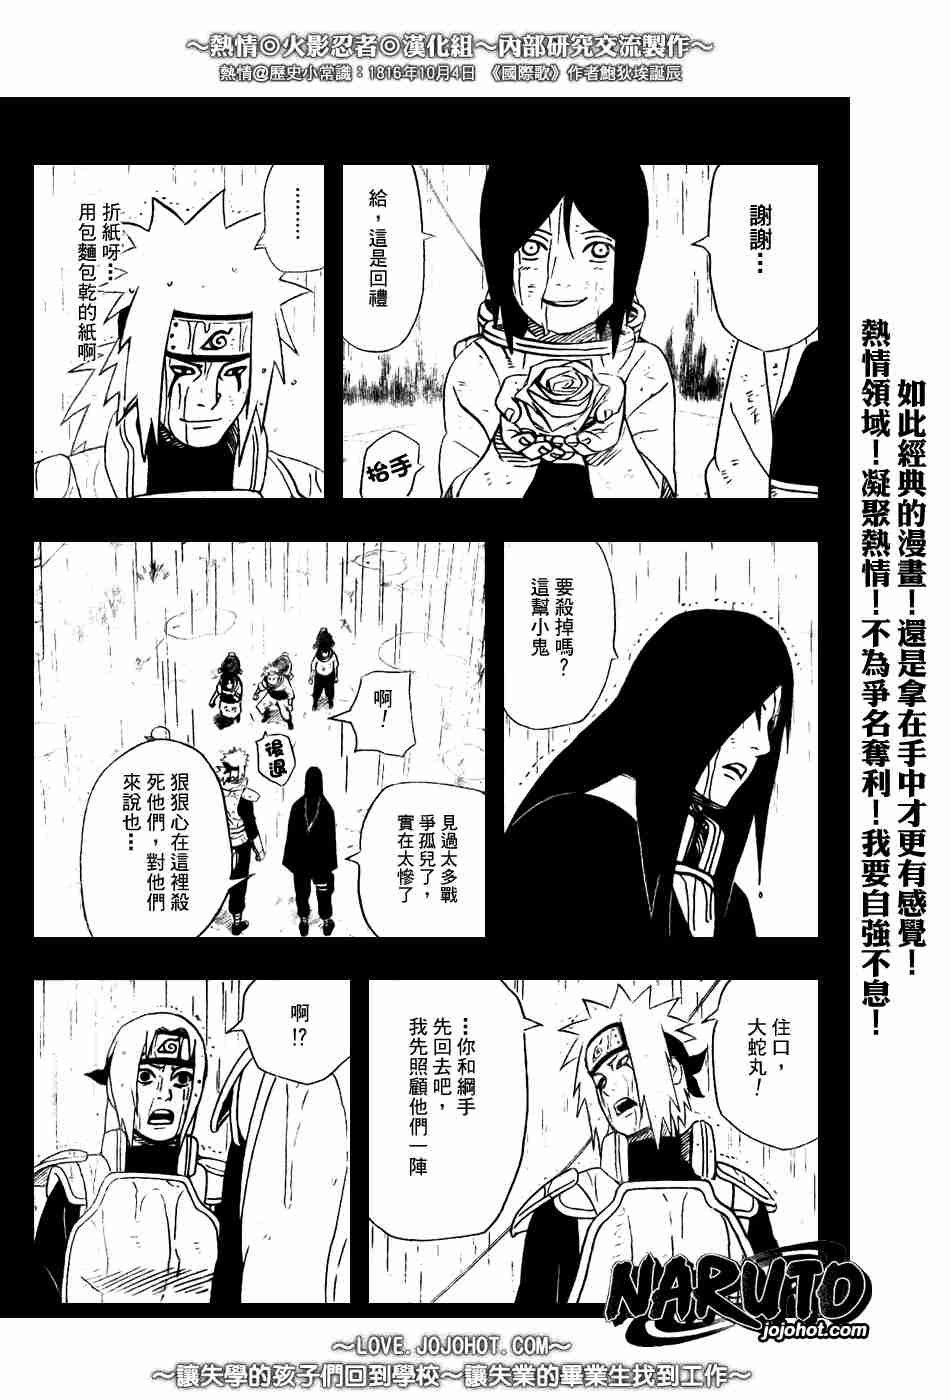 ～熱情◎火影忍者◎漢化組～內部研究交流製作～
熱情@歷史小常識：1816年10月4日 《國際歌》作者鮑狄埃誕辰
謝謝…
給，這是回禮
抬手
………
折紙呀…
用包麵包乾的紙啊
要殺掉嗎？
這幫小鬼
啊！
後退
見過太多戰
爭孤兒了，
實在太慘了
狠狠心在這裡殺
死他們，對他們
來說也…
住口，
大蛇丸！
…你和綱手
先回去吧，
我先照顧他們一陣
啊!?
如此經典的漫畫！還是拿在手中才更有感覺！
熱情領域！凝聚熱情！不為爭名奪利！我要自強不息！
NARUTO
jojohot.com
～LOVE.JOJOHOT.COM～
～讓失學的孩子們回到學校～讓失業的畢業生找到工作～